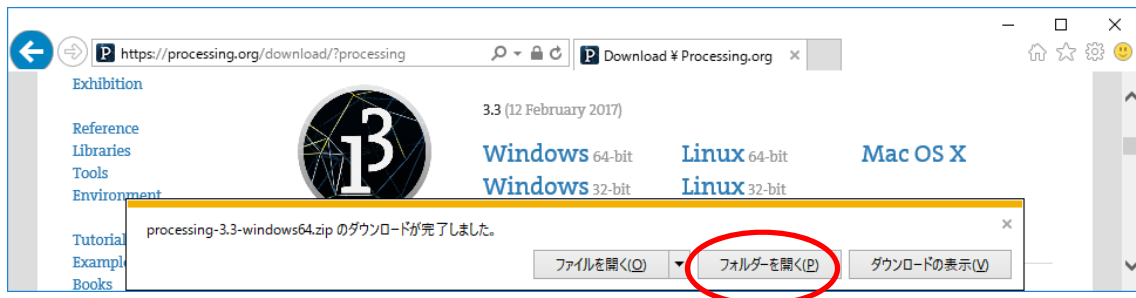 https://processing.org/download/?processing
Download ¥ Processing.org
Exhibition
Reference
Libraries
Tools
Environment
Tutorial
Exampl
Books
3.3 (12 February 2017)
Windows 64-bit Linux 64-bit Mac OS X
Windows 32-bit Linux 32-bit
processing-3.3-windows64.zip のダウンロードが完了しました。
ファイルを開く(O) フォルダーを開く(P) ダウンロードの表示(V)